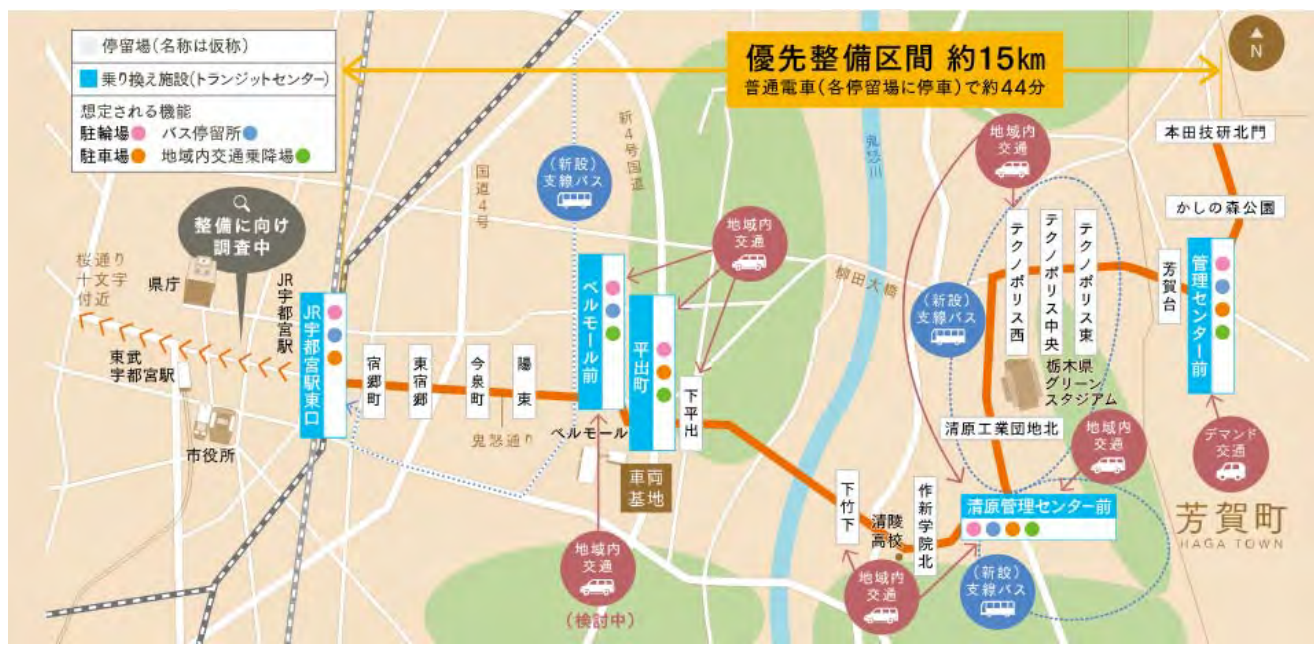 停留場(名称は仮称)
乗り換え施設(トランジットセンター)
想定される機能
駐輪場 バス停留所
駐車場 地域内交通乗降場
優先整備区間 約15km
普通電車(各停留場に停車)で約44分
N
整備に向け
調査中
桜通り
十文字
付近
県庁
東武
宇都宮駅
市役所
JR宇都宮駅
JR宇都宮駅東口
宿郷町
東宿郷
今泉町
陽東
鬼怒通り
国道4号
新4号国道
(新設)
支線バス
ベルモール前
ベルモール
平出町
下平出
車両
基地
地域内
交通
地域内
交通
(検討中)
鬼怒川
柳田大橋
下竹下
清陵
高校
作新学院北
地域内
交通
清原管理センター前
(新設)
支線バス
地域内
交通
清原工業団地北
栃木県
グリーン
スタジアム
(新設)
支線バス
地域内
交通
テクノポリス西
テクノポリス中央
テクノポリス東
芳賀台
管理センター前
かしの森公園
本田技研北門
デマンド
交通
芳賀町
HAGA TOWN